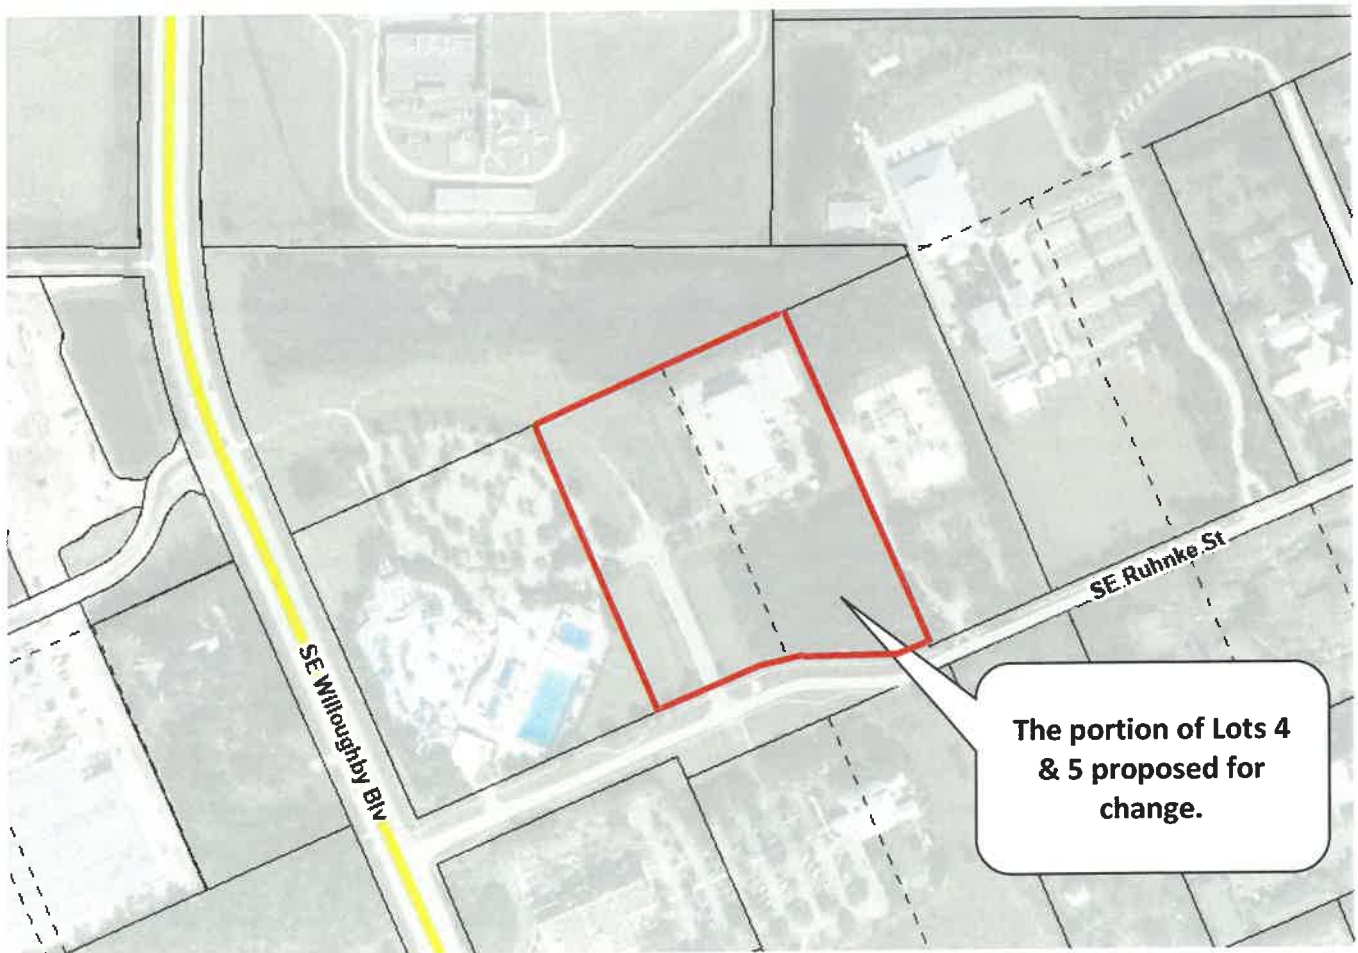 SE Willoughby Blv
SE Ruhnke St
The portion of Lots 4
& 5 proposed for
change.